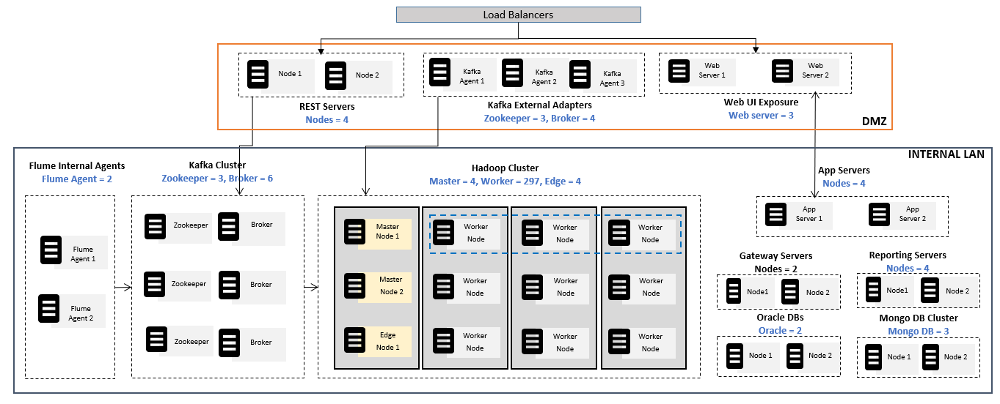 Load Balancers
Node 1
Node 2
REST Servers
Nodes = 4
Kafka
Agent 1
Kafka
Agent 2
Kafka
Agent 3
Kafka External Adapters
Zookeeper = 3, Broker = 4
Web
Server 1
Web
Server 2
Web UI Exposure
Web server = 3
DMZ
INTERNAL LAN
Flume Internal Agents
Flume Agent = 2
Flume
Agent 1
Flume
Agent 2
Kafka Cluster
Zookeeper = 3, Broker = 6
Zookeeper
Broker
Zookeeper
Broker
Zookeeper
Broker
Hadoop Cluster
Master = 4, Worker = 297, Edge = 4
Master
Node 1
Worker
Node
Worker
Node
Worker
Node
Master
Node 2
Worker
Node
Worker
Node
Worker
Node
Edge
Node 1
Worker
Node
Worker
Node
Worker
Node
App Servers
Nodes = 4
App
Server 1
App
Server 2
Gateway Servers
Nodes = 2
Node1
Node 2
Reporting Servers
Nodes = 4
Node1
Node 2
Oracle DBs
Oracle = 2
Node 1
Node 2
Mongo DB Cluster
Mongo DB = 3
Node 1
Node 2